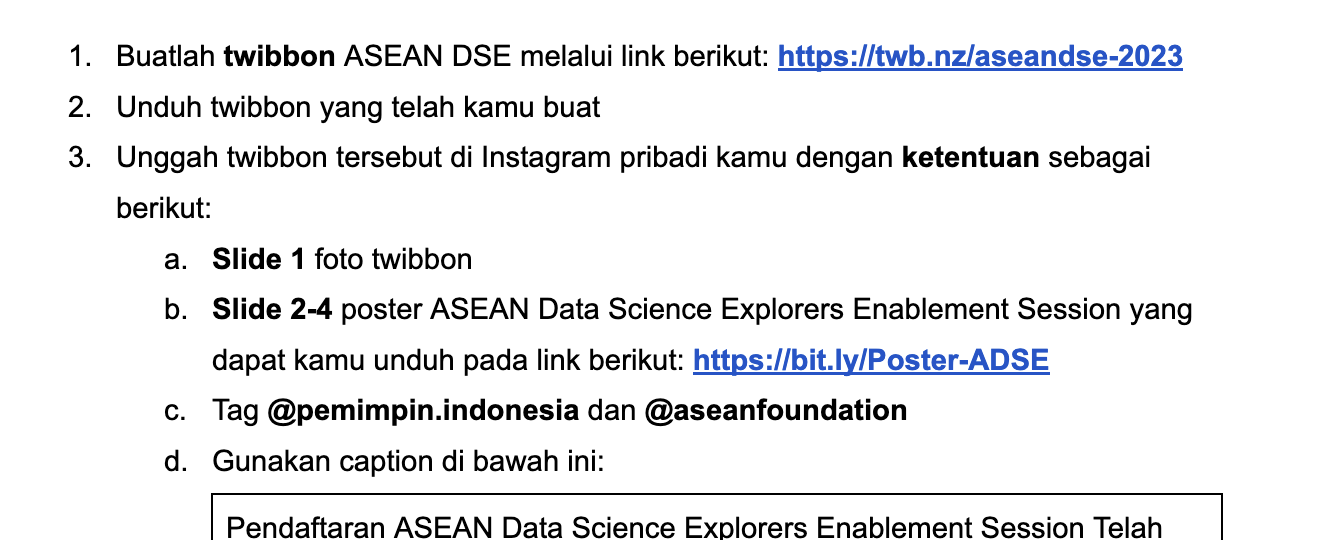 1. Buatlah twibbon ASEAN DSE melalui link berikut: https://twb.nz/aseandse-2023
2. Unduh twibbon yang telah kamu buat
3. Unggah twibbon tersebut di Instagram pribadi kamu dengan ketentuan sebagai
berikut:
a. Slide 1 foto twibbon
b. Slide 2-4 poster ASEAN Data Science Explorers Enablement Session yang
dapat kamu unduh pada link berikut: https://bit.ly/Poster-ADSE
c. Tag @pemimpin.indonesia dan @aseanfoundation
d. Gunakan caption di bawah ini:
Pendaftaran ASEAN Data Science Explorers Enablement Session Telah